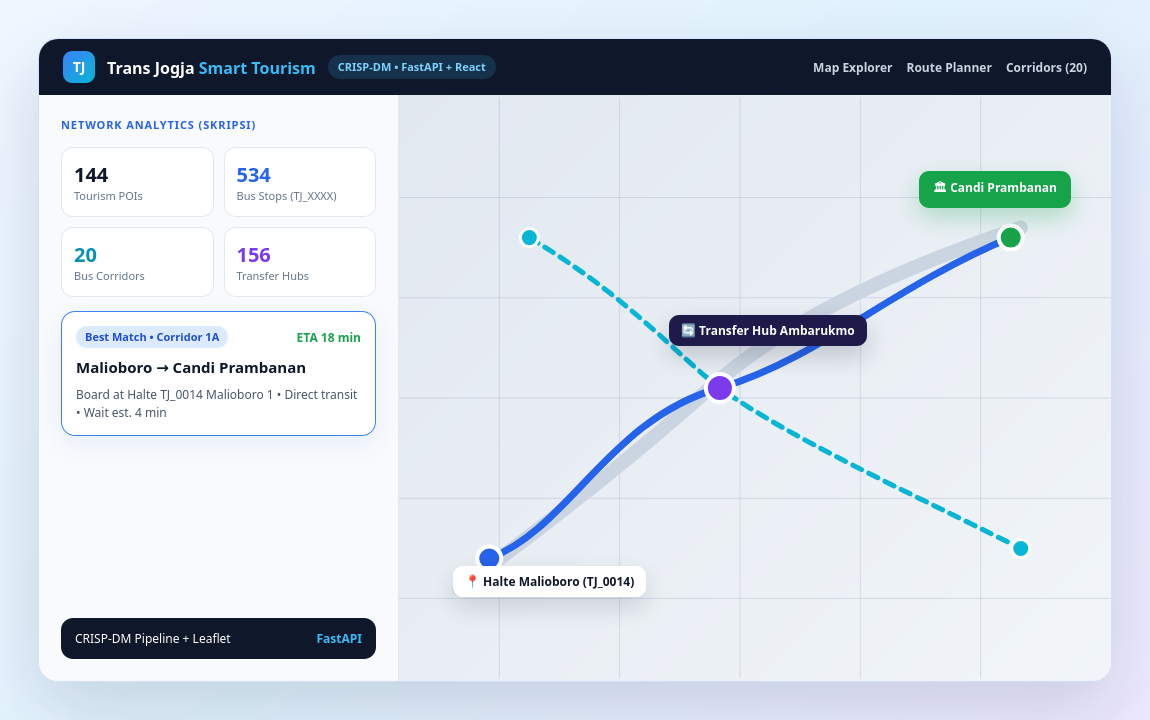 TJ Trans Jogja Smart Tourism CRISP-DM • FastAPI + React Map Explorer Route Planner Corridors (20)
NETWORK ANALYTICS (SKRIPSI)
144
Tourism POIs
534
Bus Stops (TJ_XXXX)
20
Bus Corridors
156
Transfer Hubs
Best Match • Corridor 1A ETA 18 min
Malioboro → Candi Prambanan
Board at Halte TJ_0014 Malioboro 1 • Direct transit
• Wait est. 4 min
CRISP-DM Pipeline + Leaflet FastAPI
🏛 Candi Prambanan
🔄 Transfer Hub Ambarukmo
📍 Halte Malioboro (TJ_0014)